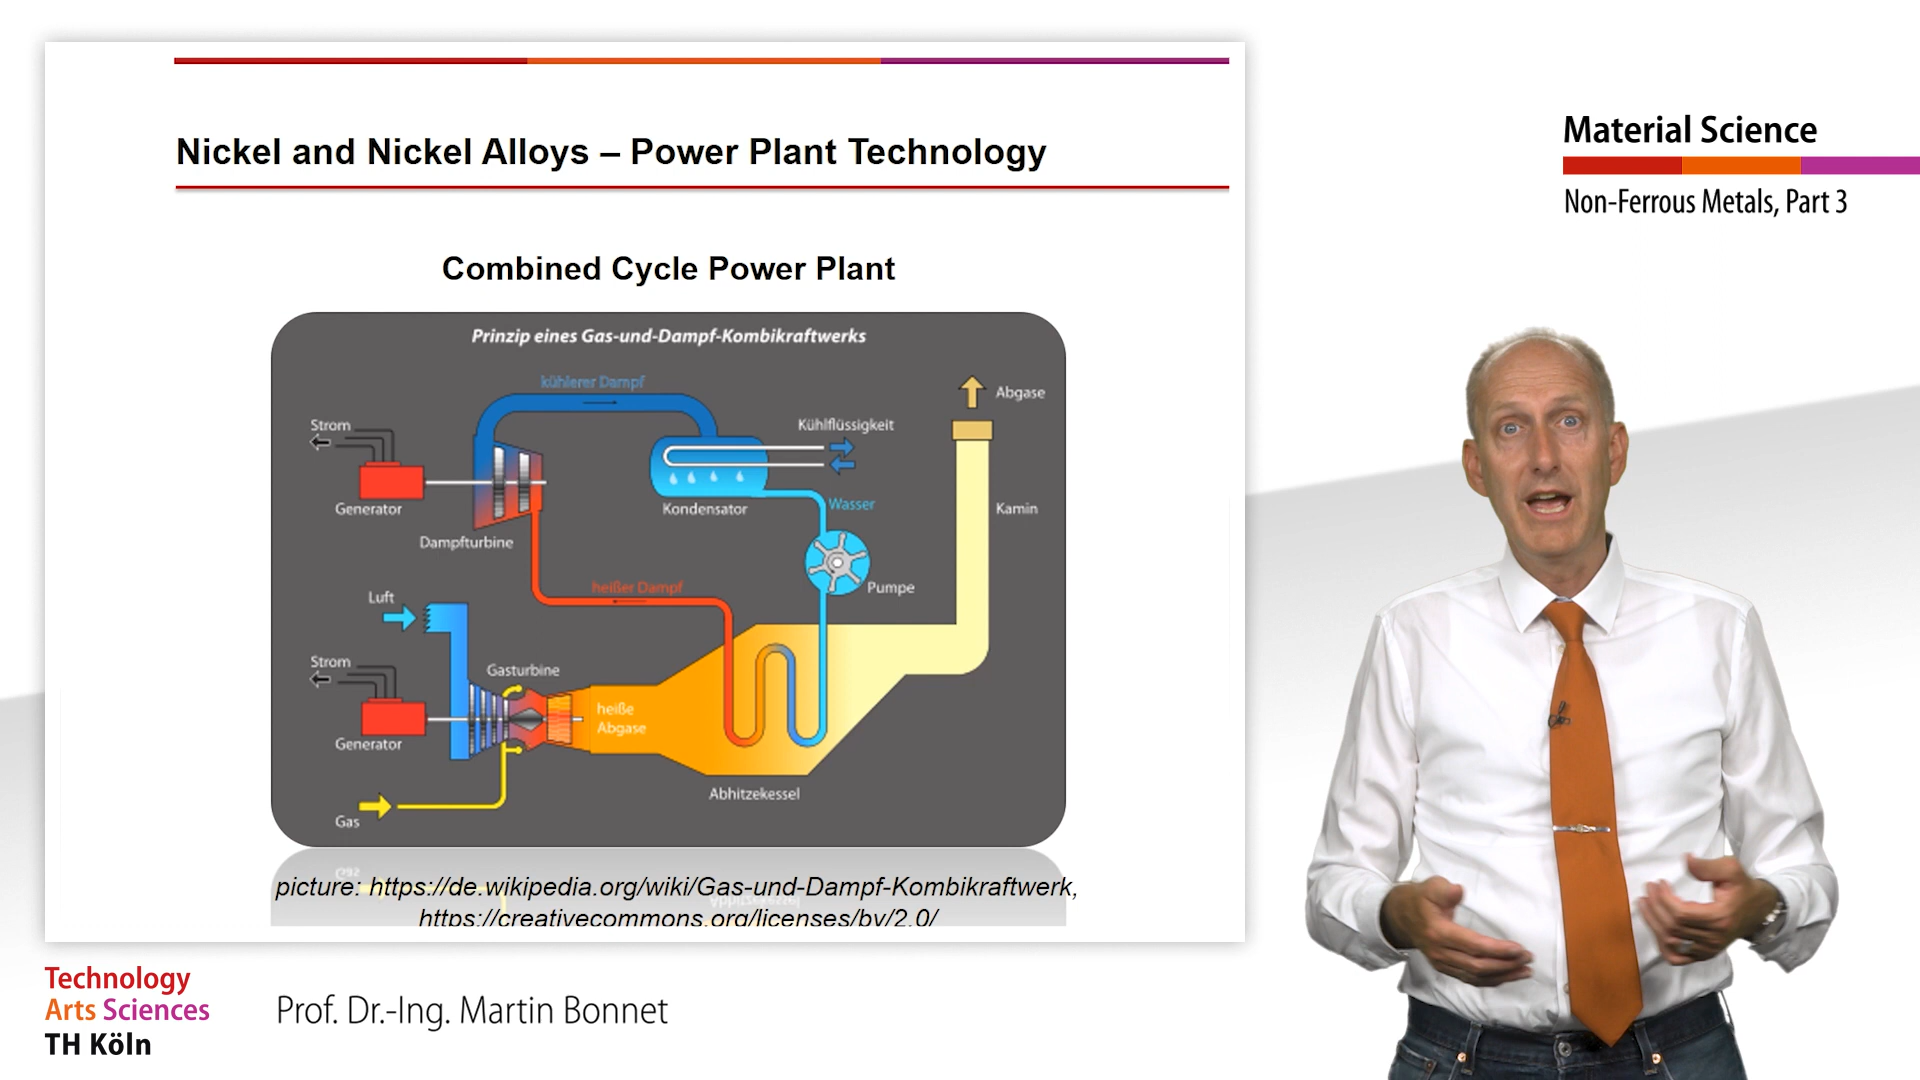 Nickel and Nickel Alloys – Power Plant Technology
Combined Cycle Power Plant
Prinzip eines Gas-und-Dampf-Kombikraftwerks
kühlerer Dampf
Abgase
Strom
Kühlflüssigkeit
Generator
Kondensator
Wasser
Kamin
Dampfturbine
heißer Dampf
Pumpe
Luft
Strom
Gasturbine
heiße
Abgase
Generator
Abhitzekessel
Gas
picture: https://de.wikipedia.org/wiki/Gas-und-Dampf-Kombikraftwerk,
https://creativecommons.org/licenses/by/2.0/
Material Science
Non-Ferrous Metals, Part 3
Technology
Arts Sciences
TH Köln
Prof. Dr.-Ing. Martin Bonnet